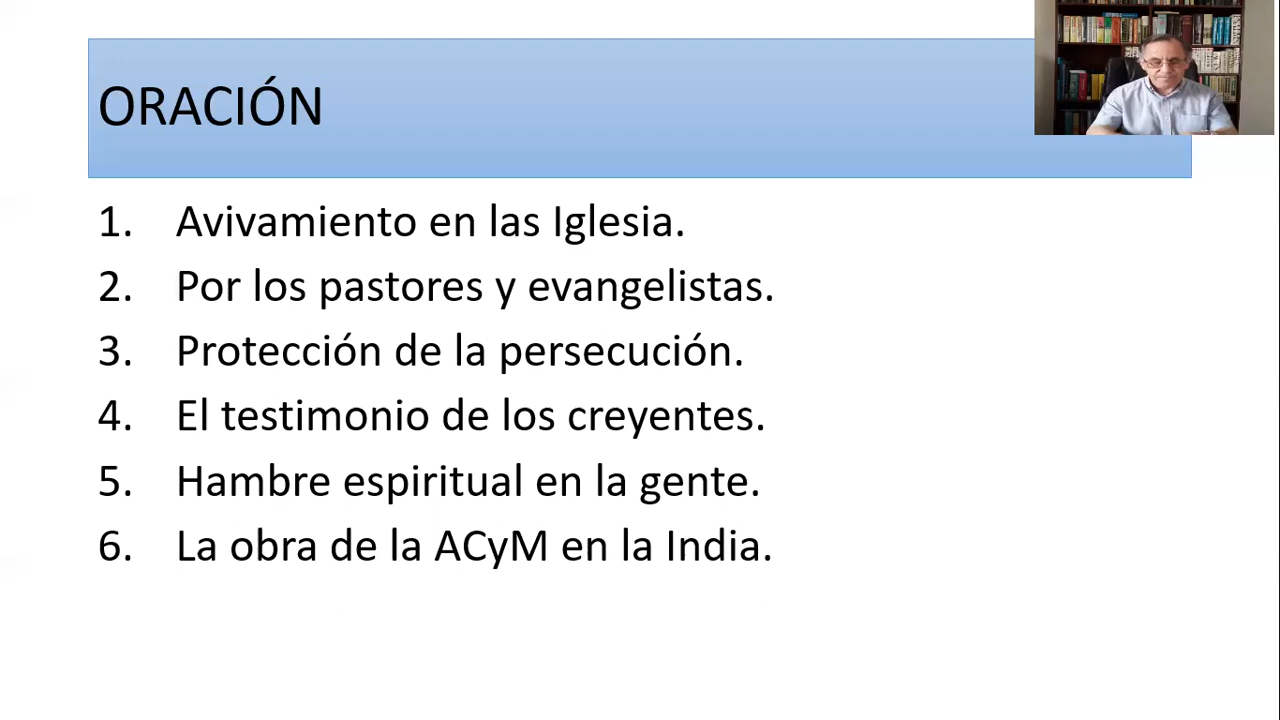 ORACIÓN
1. Avivamiento en las Iglesia.
2. Por los pastores y evangelistas.
3. Protección de la persecución.
4. El testimonio de los creyentes.
5. Hambre espiritual en la gente.
6. La obra de la ACyM en la India.